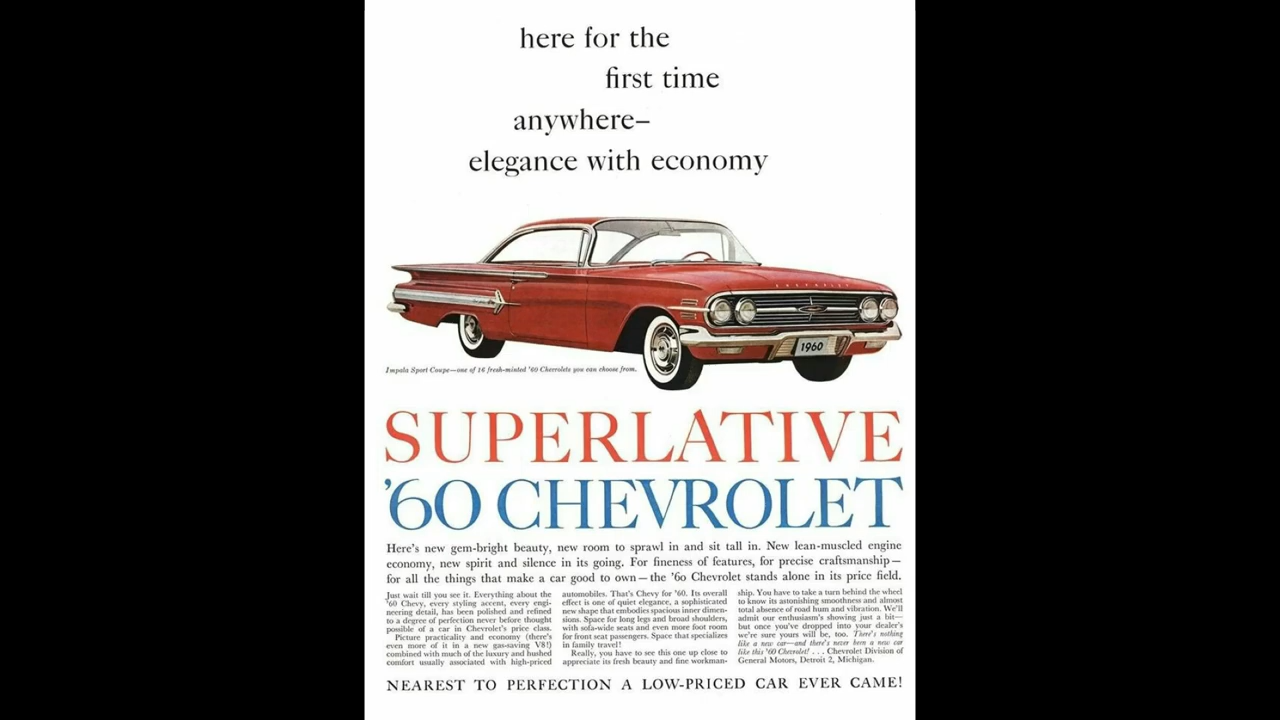 here for the
first time
anywhere–
elegance with economy
CHEVROLET
1960
Impala Sport Coupe—one of 16 fresh-minted '60 Chevrolets you can choose from.
SUPERLATIVE
'60 CHEVROLET
Here's new gem-bright beauty, new room to sprawl in and sit tall in. New lean-muscled engine
economy, new spirit and silence in its going. For fineness of features, for precise craftsmanship—
for all the things that make a car good to own—the '60 Chevrolet stands alone in its price field.
Just wait till you see it. Everything about the
'60 Chevy, every styling accent, every engi-
neering detail, has been polished and refined
to a degree of perfection never before thought
possible of a car in Chevrolet's price class.
Picture practicality and economy (there's
even more of it in a new gas-saving V8!)
combined with much of the luxury and hushed
comfort usually associated with high-priced
automobiles. That's Chevy for '60. Its overall
effect is one of quiet elegance, a sophisticated
new shape that embodies spacious inner dimen-
sions. Space for long legs and broad shoulders,
with sofa-wide seats and even more foot room
for front seat passengers. Space that specializes
in family travel!
Really, you have to see this one up close to
appreciate its fresh beauty and fine workman-
ship. You have to take a turn behind the wheel
to know its astonishing smoothness and almost
total absence of road hum and vibration. We'll
admit our enthusiasm's showing just a bit—
but once you've dropped into your dealer's
we're sure yours will be, too. There's nothing
like a new car—and there's never been a new car
like this '60 Chevrolet! . . . Chevrolet Division of
General Motors, Detroit 2, Michigan.
NEAREST TO PERFECTION A LOW-PRICED CAR EVER CAME!